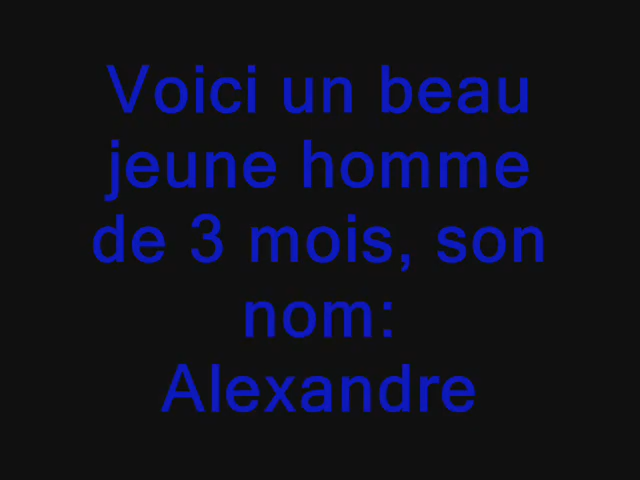 Voici un beau
jeune homme
de 3 mois, son
nom:
Alexandre